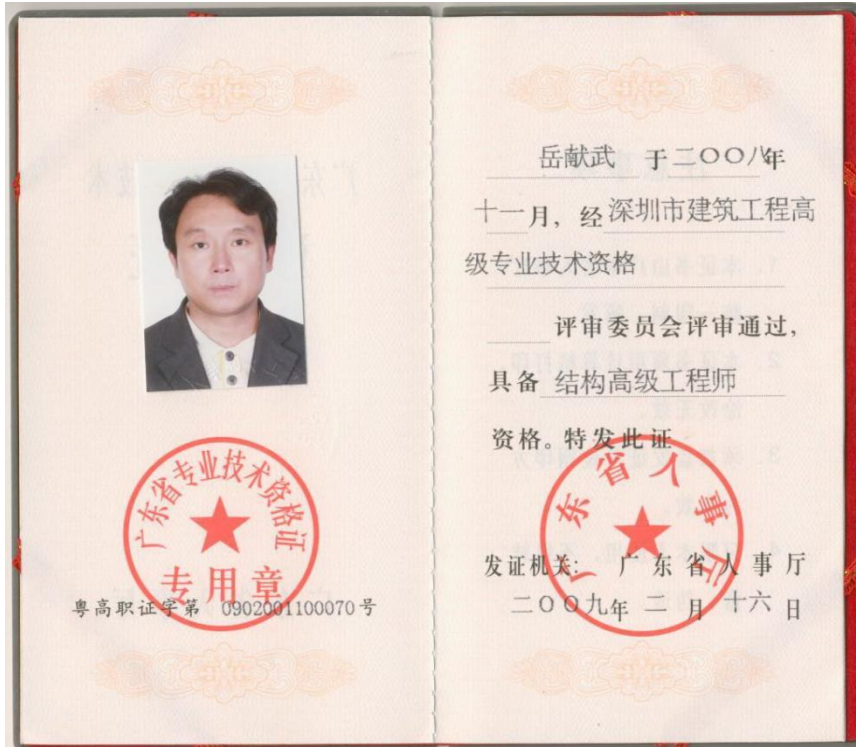 广东省专业技术资格证
专用章
粤高职证字第 0902001100070号
岳献武 于二〇〇八年
十一月，经深圳市建筑工程高
级专业技术资格
评审委员会评审通过，
具备 结构高级工程师
资格。特发此证
广东省人事厅
发证机关： 广东省人事厅
二〇〇九年 二 月 十六 日